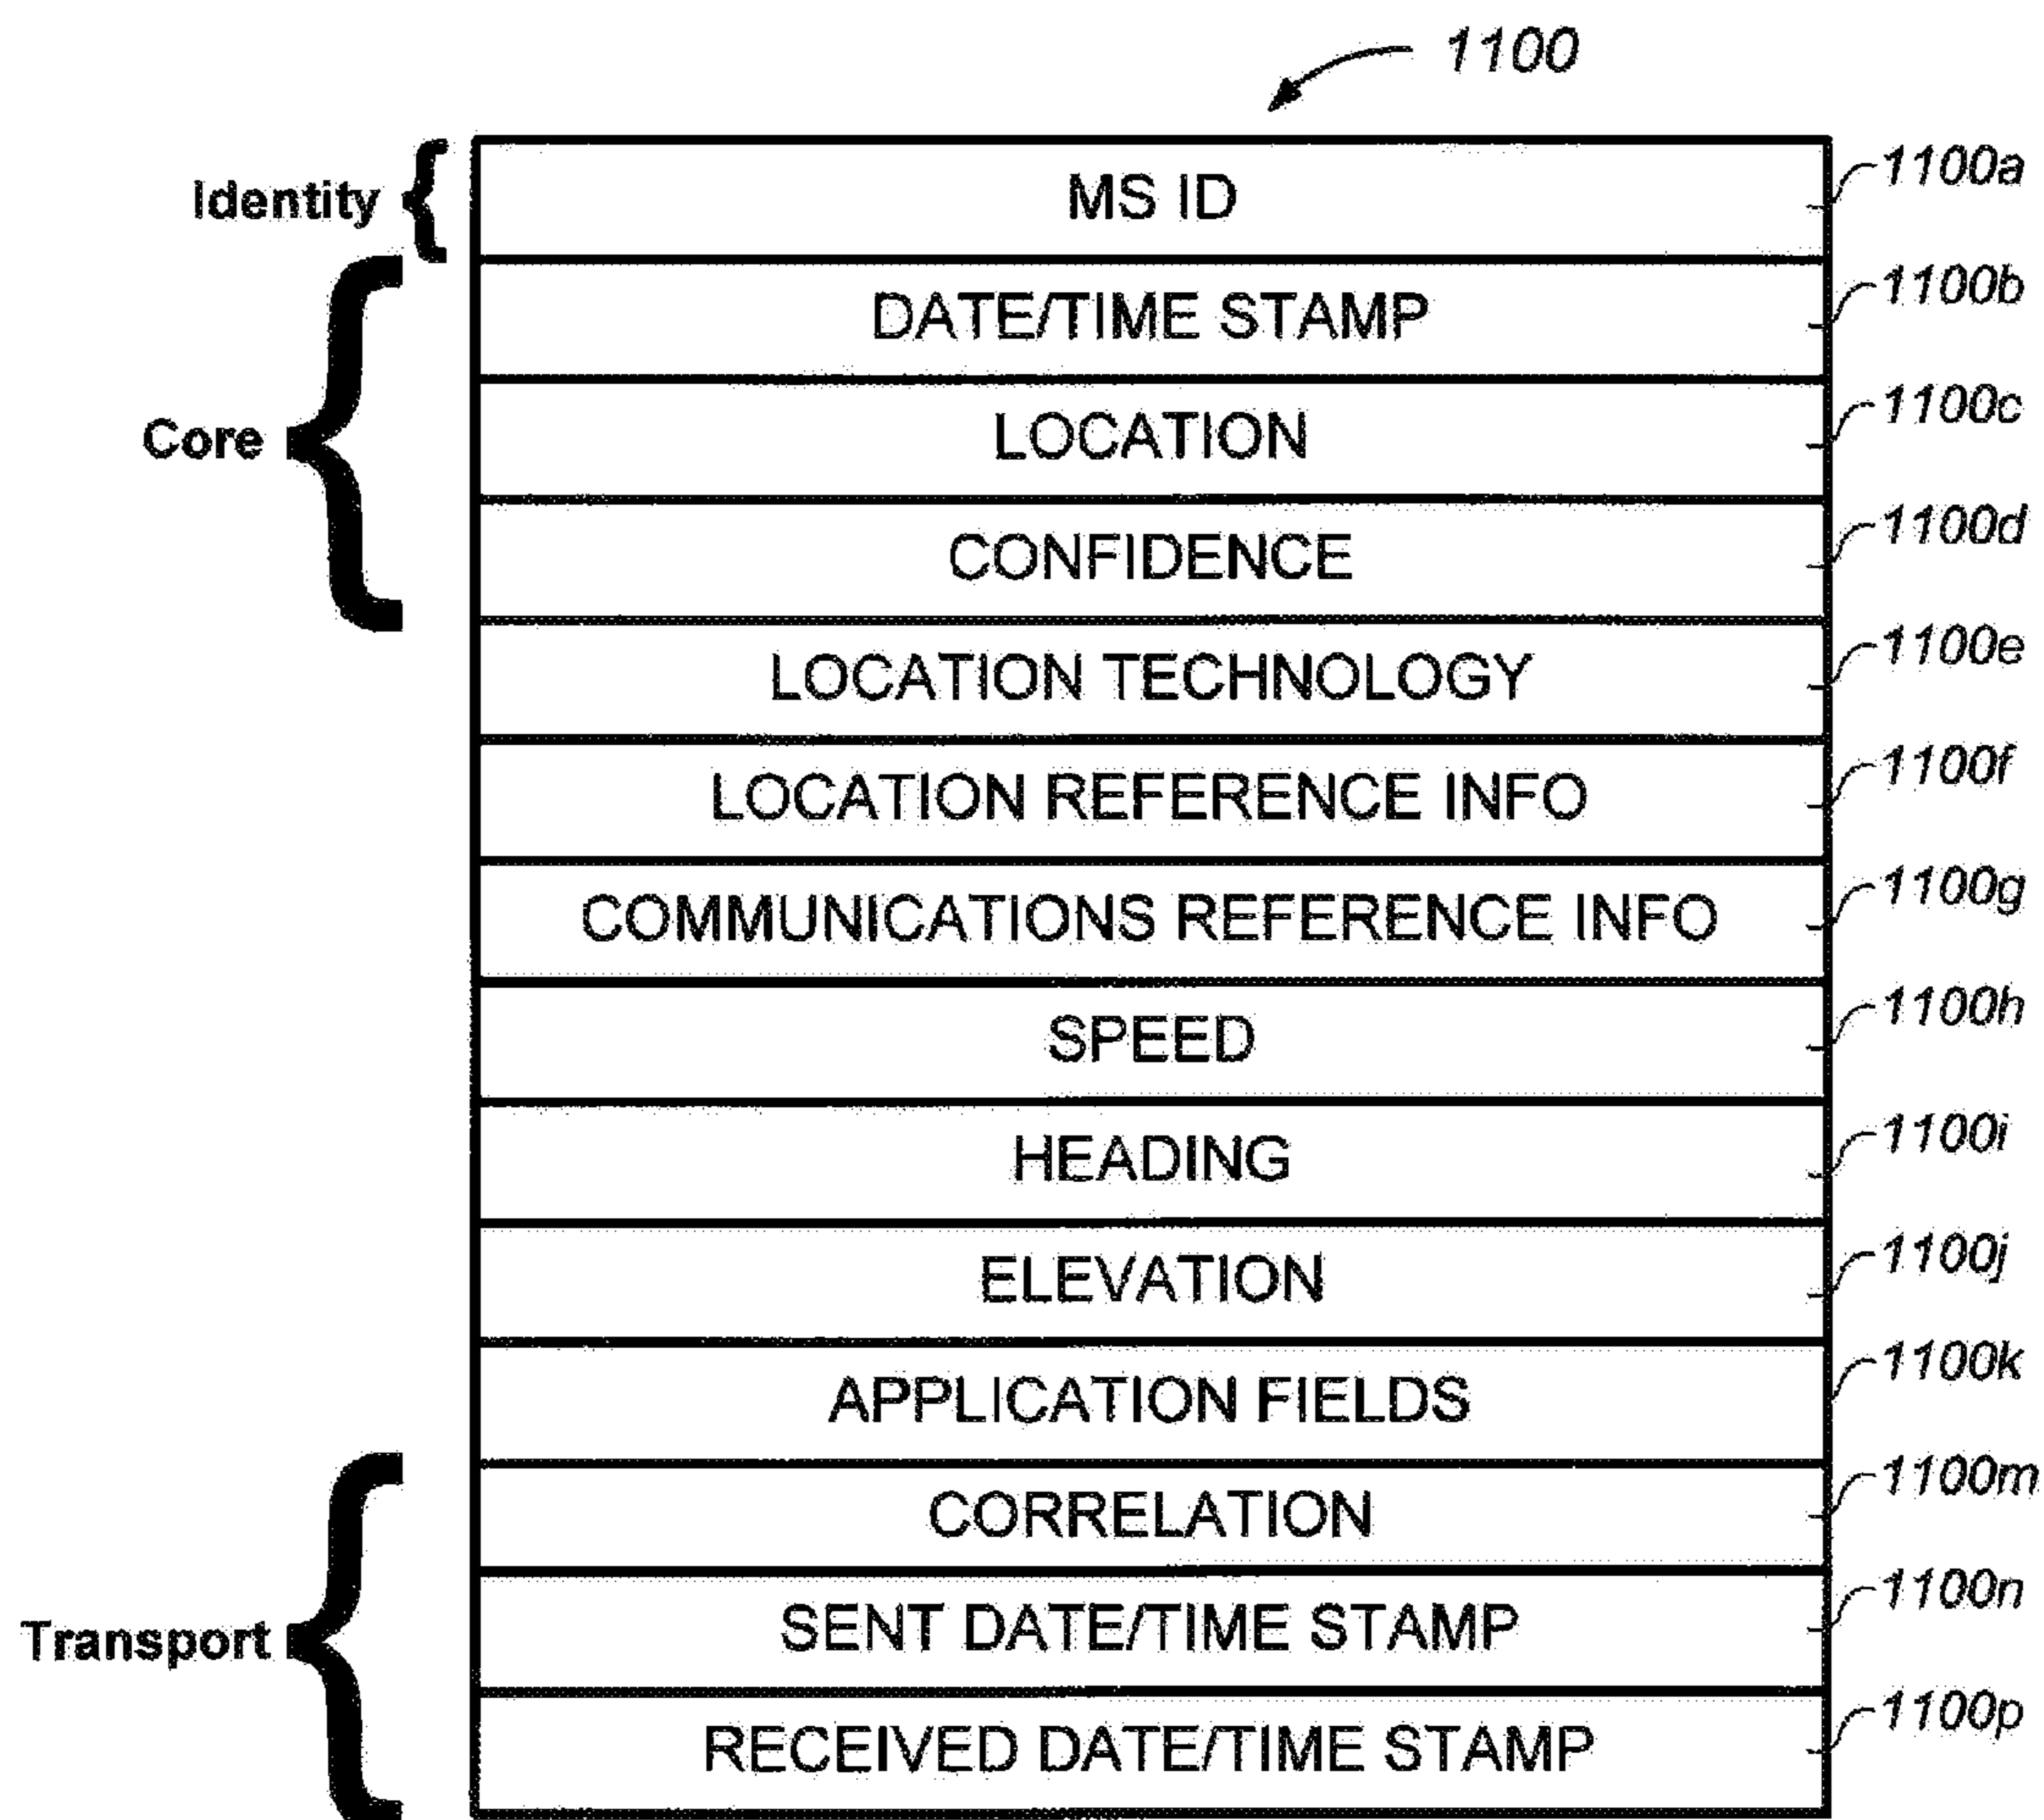 1100
Identity
MS ID
1100a
DATE/TIME STAMP
1100b
Core
LOCATION
1100c
CONFIDENCE
1100d
LOCATION TECHNOLOGY
1100e
LOCATION REFERENCE INFO
1100f
COMMUNICATIONS REFERENCE INFO
1100g
SPEED
1100h
HEADING
1100i
ELEVATION
1100j
APPLICATION FIELDS
1100k
CORRELATION
1100m
Transport
SENT DATE/TIME STAMP
1100n
RECEIVED DATE/TIME STAMP
1100p